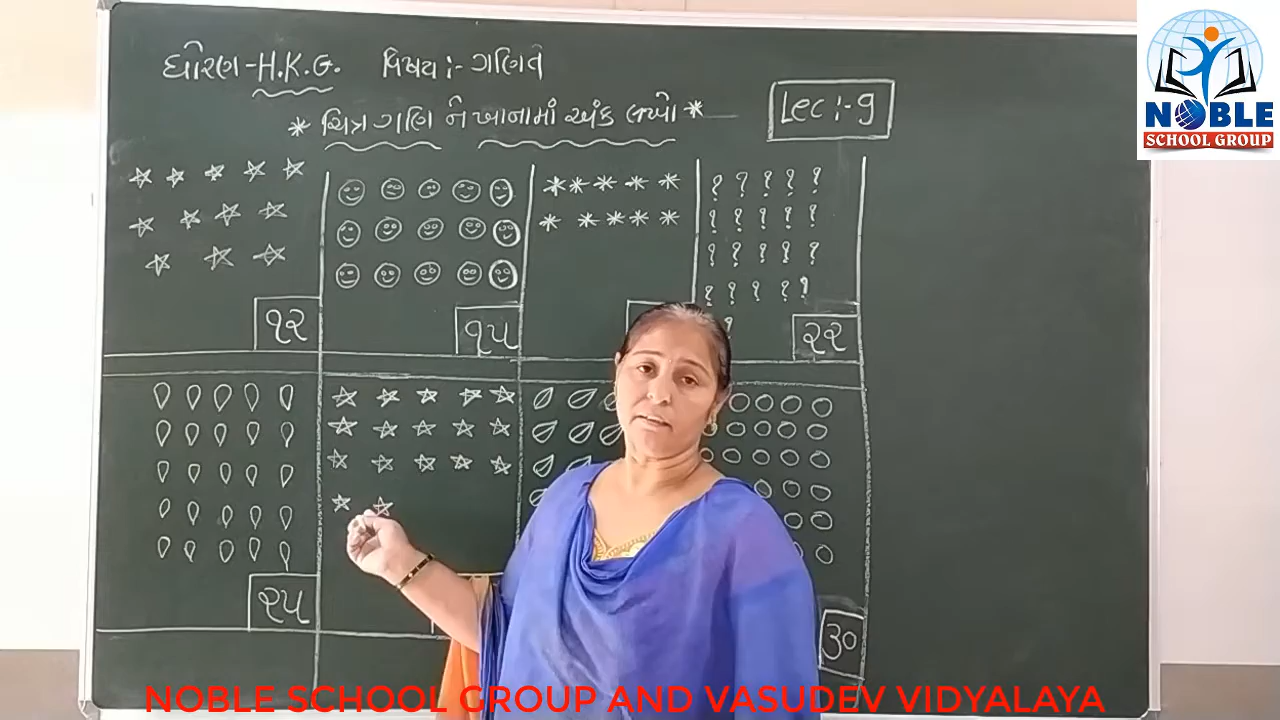 ધોરણ - H.K.G. વિષય :- ગણિત
* ચિત્ર ગણિ ને ખાનામાં અંક લખો *
Lec :- 9
NOBLE
SCHOOL GROUP
૧૨
૧૫
૨૨
૨૫
૩૦
NOBLE SCHOOL GROUP AND VASUDEV VIDYALAYA